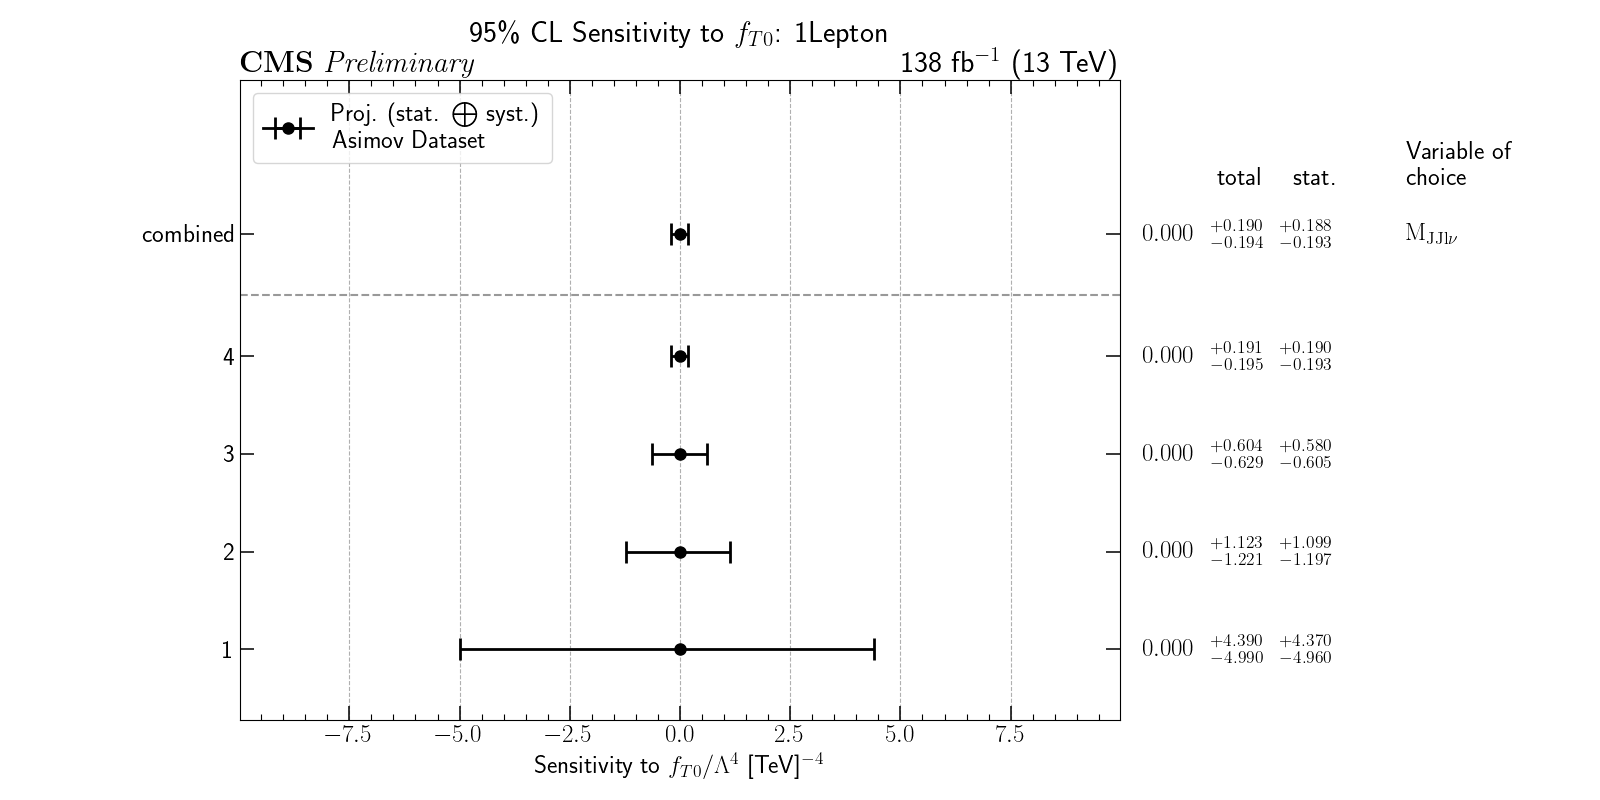 95% CL Sensitivity to f_{T0}: 1Lepton
CMS Preliminary 138 fb⁻¹ (13 TeV)
Proj. (stat. ⨁ syst.)
Asimov Dataset
Variable of
total stat. choice
combined 0.000 +0.190 −0.194 +0.188 −0.193 M_{JJlν}
4 0.000 +0.191 −0.195 +0.190 −0.193
3 0.000 +0.604 −0.629 +0.580 −0.605
2 0.000 +1.123 −1.221 +1.099 −1.197
1 0.000 +4.390 −4.990 +4.370 −4.960
−7.5 −5.0 −2.5 0.0 2.5 5.0 7.5
Sensitivity to f_{T0}/Λ⁴ [TeV]⁻⁴